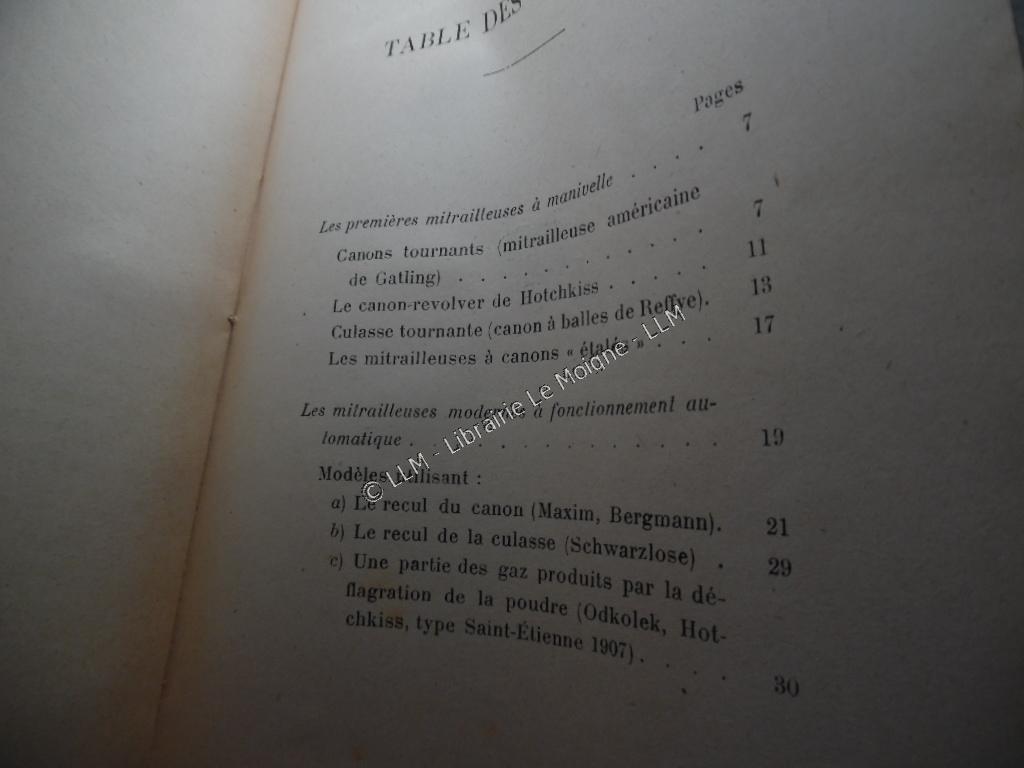 TABLE DES
Pages
Les premières mitrailleuses à manivelle . . . . 7
Canons tournants (mitrailleuse américaine
de Gatling) . . . . . . . . . . 7
Le canon-revolver de Hotchkiss . . . . . 11
Culasse tournante (canon à balles de Reffye). 13
Les mitrailleuses à canons « étalés » . . . 17
Les mitrailleuses modernes à fonctionnement au-
tomatique . . . . . . . . . . . . 19
Modèles utilisant :
a) Le recul du canon (Maxim, Bergmann). 21
b) Le recul de la culasse (Schwarzlose) . 29
c) Une partie des gaz produits par la dé-
flagration de la poudre (Odkolek, Hot-
chkiss, type Saint-Étienne 1907) . . . . 30
© LLM - Librairie Le Moigne - LLM